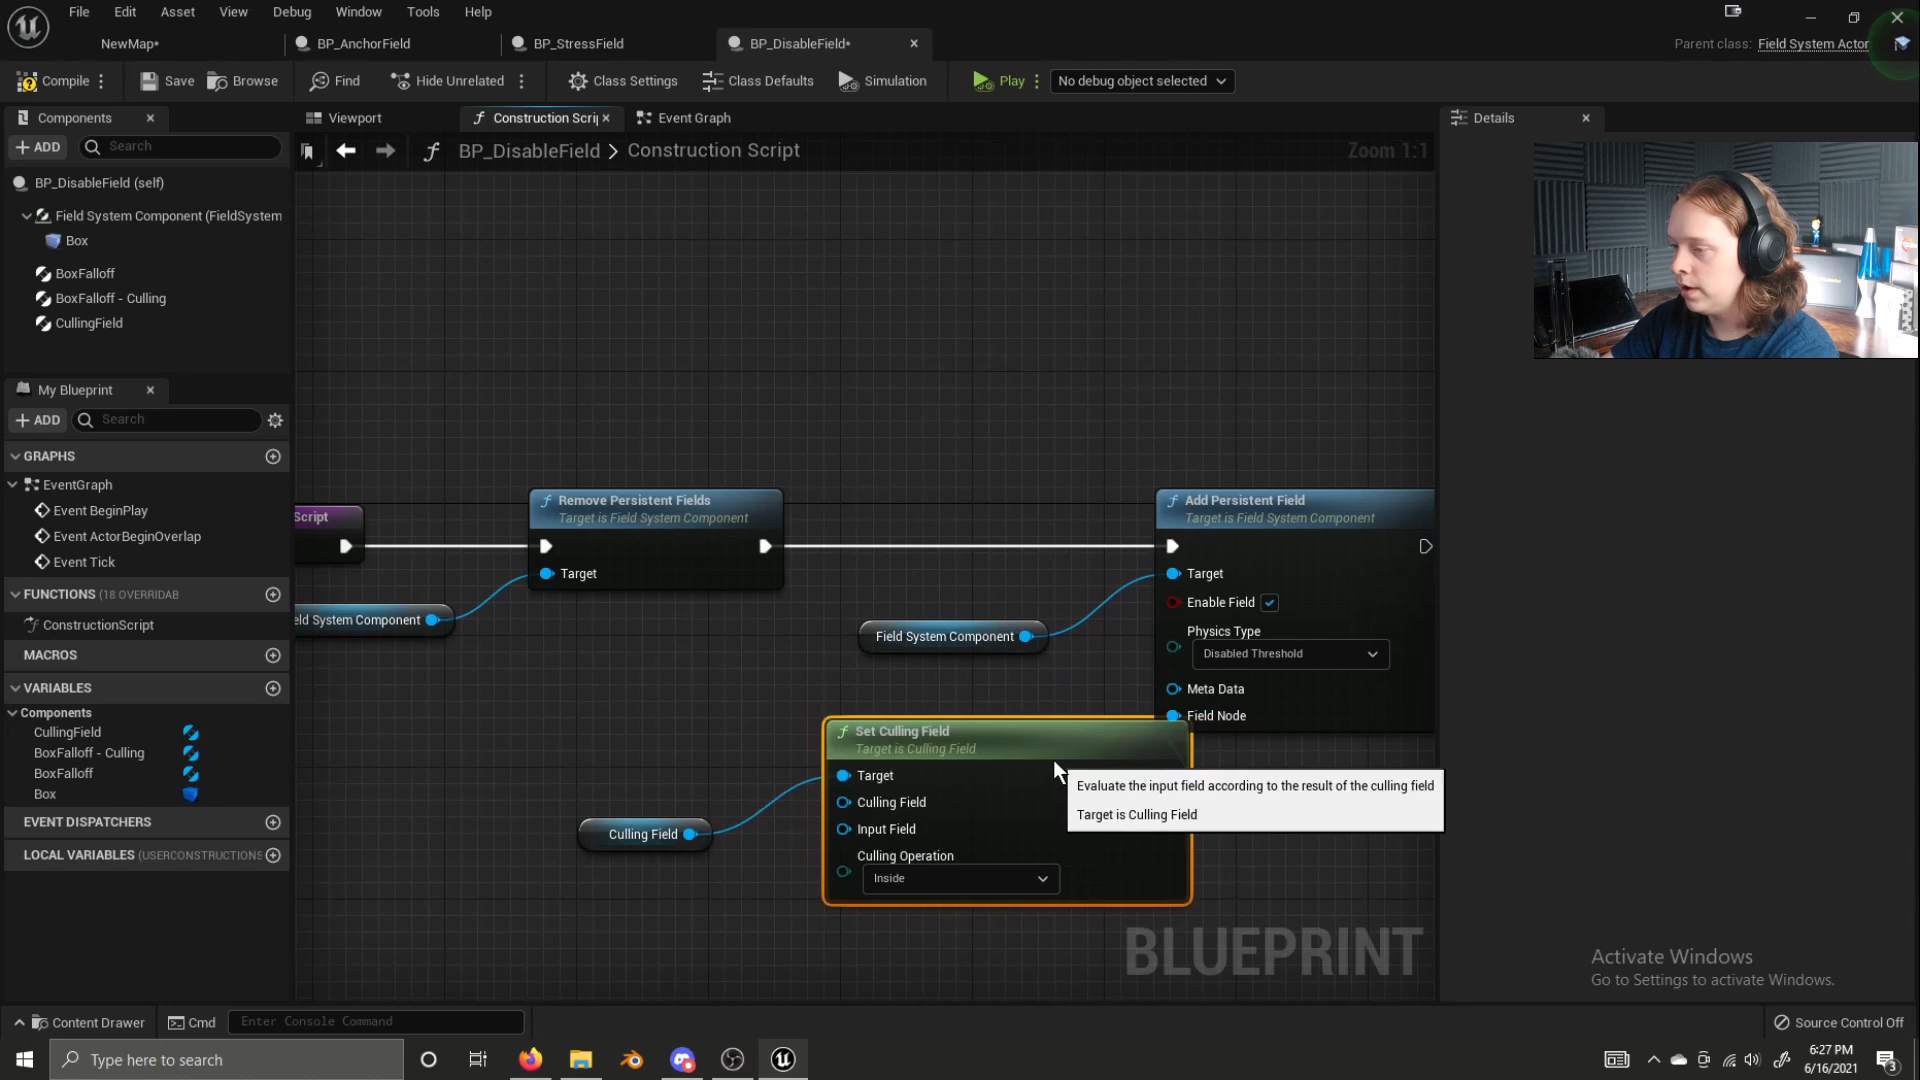 File Edit Asset View Debug Window Tools Help
NewMap* BP_AnchorField BP_StressField BP_DisableField* Parent class: Field System Actor
Compile Save Browse Find Hide Unrelated Class Settings Class Defaults Simulation Play No debug object selected
Components Viewport Construction Scrip Event Graph Details
ADD Search BP_DisableField > Construction Script Zoom 1:1
BP_DisableField (self)
Field System Component (FieldSystem
Box
BoxFalloff
BoxFalloff - Culling
CullingField
My Blueprint
ADD Search
GRAPHS
EventGraph
Event BeginPlay
Event ActorBeginOverlap
Event Tick
FUNCTIONS (18 OVERRIDAB
ConstructionScript
MACROS
VARIABLES
Components
CullingField
BoxFalloff - Culling
BoxFalloff
Box
EVENT DISPATCHERS
LOCAL VARIABLES (USERCONSTRUCTIONS
Script
eld System Component
Remove Persistent Fields
Target is Field System Component
Target
Field System Component
Add Persistent Field
Target is Field System Component
Target
Enable Field
Physics Type
Disabled Threshold
Meta Data
Field Node
Culling Field
Set Culling Field
Target is Culling Field
Target
Culling Field
Input Field
Culling Operation
Inside
Evaluate the input field according to the result of the culling field
Target is Culling Field
BLUEPRINT
Activate Windows
Go to Settings to activate Windows.
Content Drawer Cmd Enter Console Command Source Control Off
Type here to search
6:27 PM
6/16/2021
3